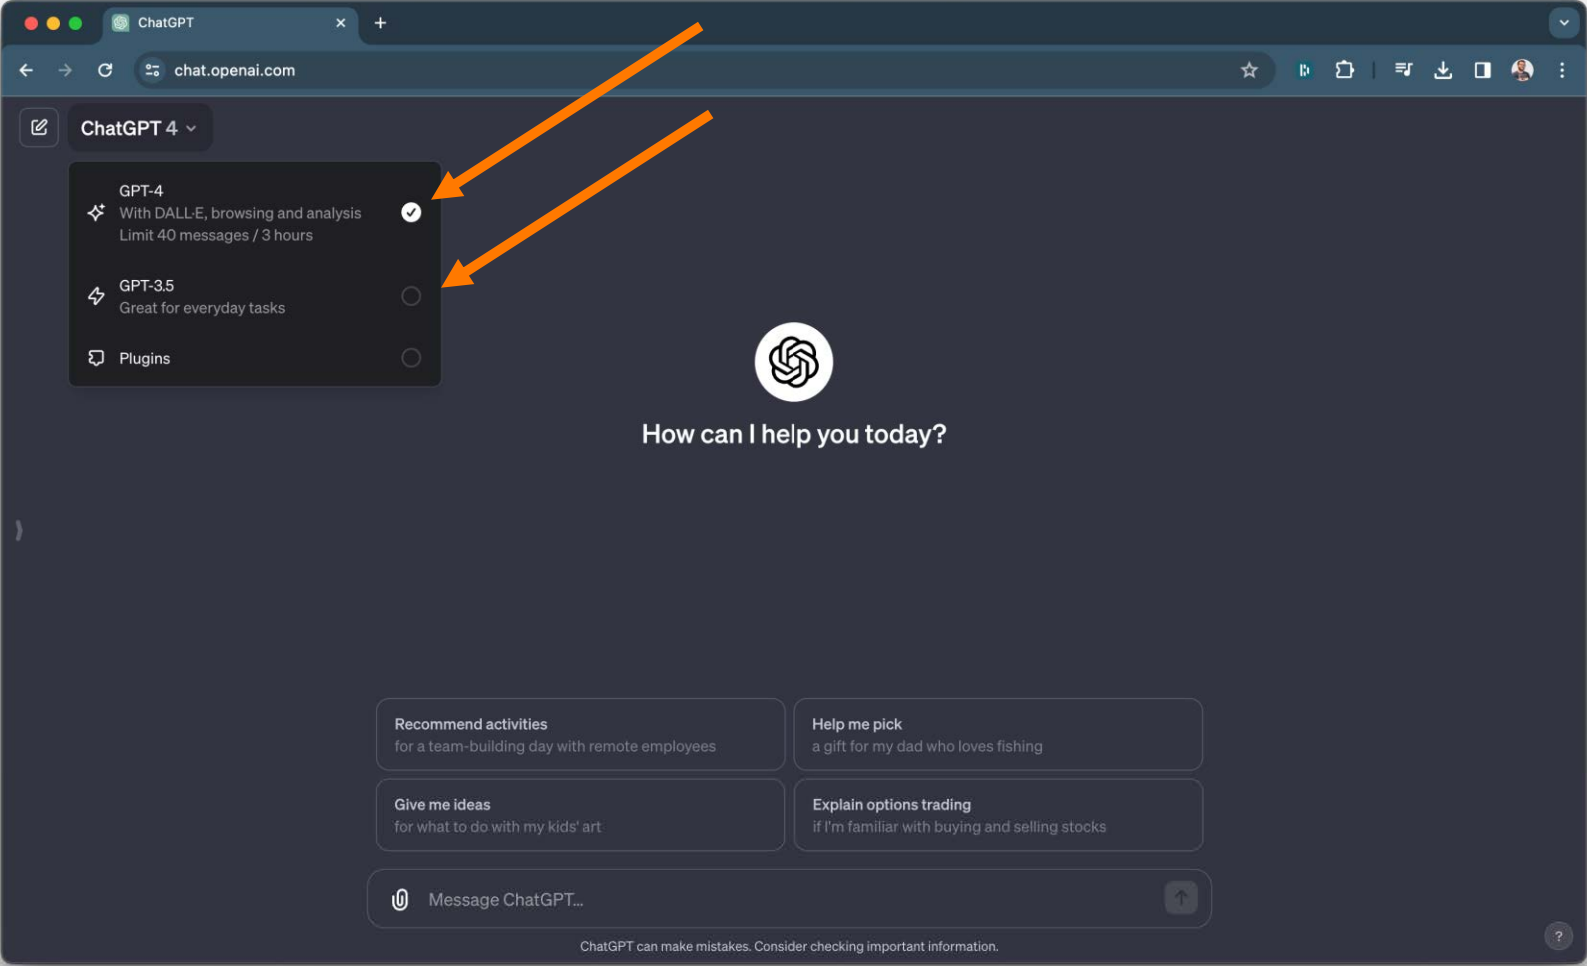 ChatGPT
chat.openai.com
ChatGPT 4
GPT-4
With DALL·E, browsing and analysis
Limit 40 messages / 3 hours
GPT-3.5
Great for everyday tasks
Plugins
How can I help you today?
Recommend activities
for a team-building day with remote employees
Help me pick
a gift for my dad who loves fishing
Give me ideas
for what to do with my kids' art
Explain options trading
if I'm familiar with buying and selling stocks
Message ChatGPT...
ChatGPT can make mistakes. Consider checking important information.
?